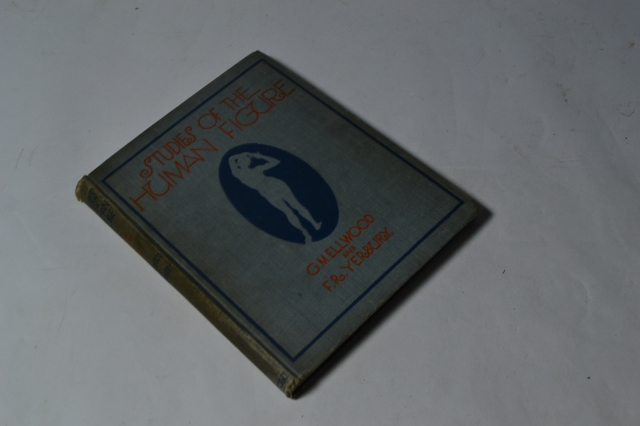 STUDIES OF THE
HUMAN FIGURE
G.M.ELLWOOD
AND
F.R. YERBURY.